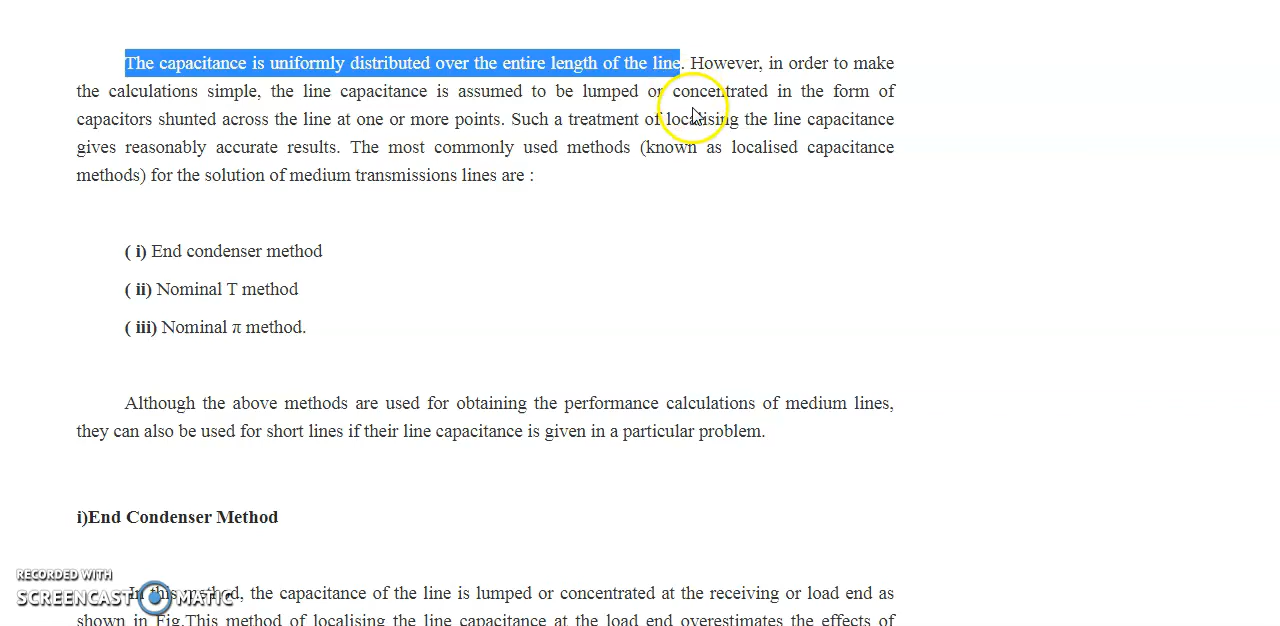 The capacitance is uniformly distributed over the entire length of the line. However, in order to make
the calculations simple, the line capacitance is assumed to be lumped or concentrated in the form of
capacitors shunted across the line at one or more points. Such a treatment of localising the line capacitance
gives reasonably accurate results. The most commonly used methods (known as localised capacitance
methods) for the solution of medium transmissions lines are :
( i) End condenser method
( ii) Nominal T method
( iii) Nominal π method.
Although the above methods are used for obtaining the performance calculations of medium lines,
they can also be used for short lines if their line capacitance is given in a particular problem.
i)End Condenser Method
RECORDED WITH
In this method, the capacitance of the line is lumped or concentrated at the receiving or load end as
SCREENCAST MATIC
shown in Fig.This method of localising the line capacitance at the load end overestimates the effects of